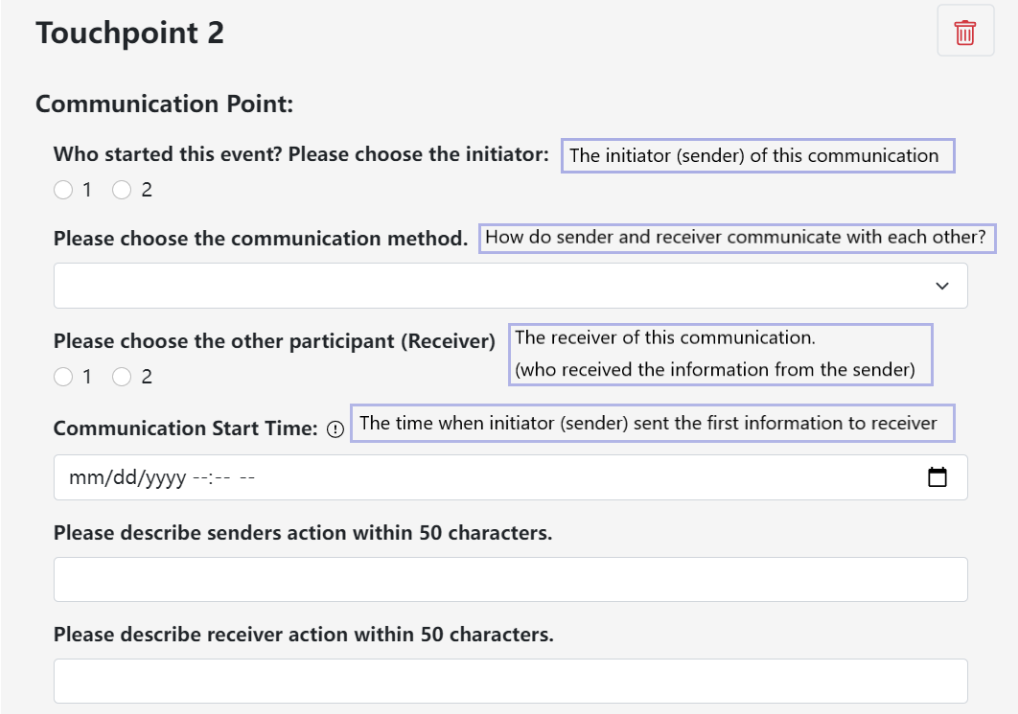 Touchpoint 2
Communication Point:
Who started this event? Please choose the initiator: The initiator (sender) of this communication
1 2
Please choose the communication method. How do sender and receiver communicate with each other?
Please choose the other participant (Receiver) The receiver of this communication.
(who received the information from the sender)
1 2
Communication Start Time: The time when initiator (sender) sent the first information to receiver
mm/dd/yyyy --:-- --
Please describe senders action within 50 characters.
Please describe receiver action within 50 characters.